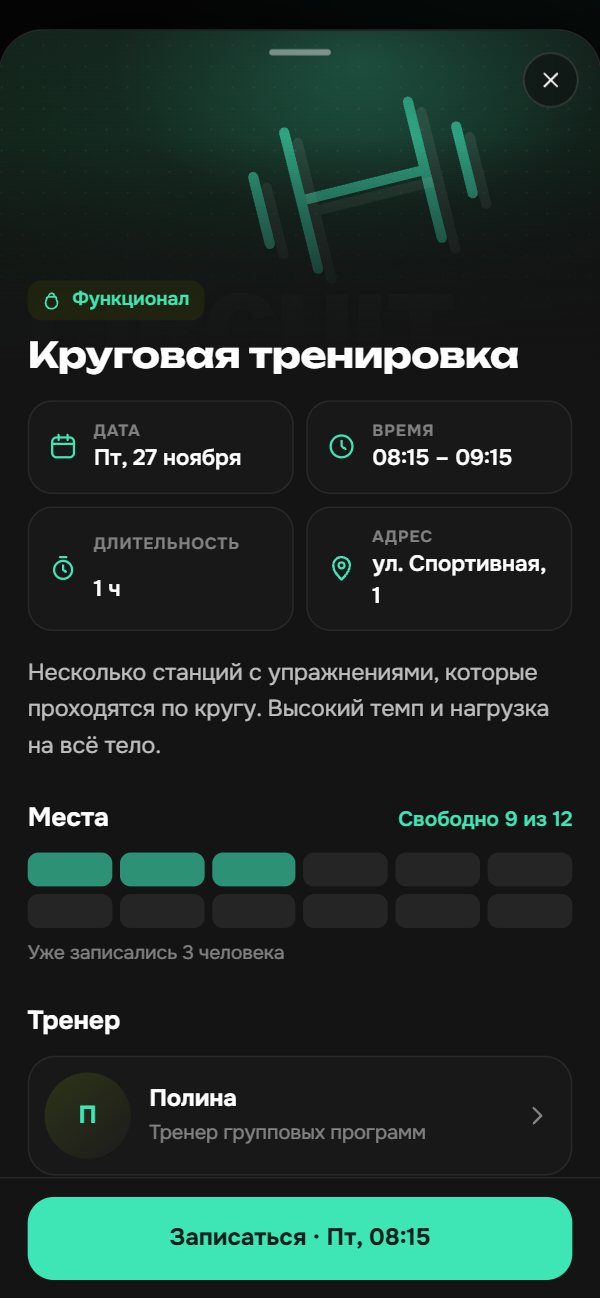 Функционал
Круговая тренировка
ДАТА
Пт, 27 ноября
ВРЕМЯ
08:15 – 09:15
ДЛИТЕЛЬНОСТЬ
1 ч
АДРЕС
ул. Спортивная,
1
Несколько станций с упражнениями, которые
проходятся по кругу. Высокий темп и нагрузка
на всё тело.
Места
Свободно 9 из 12
Уже записались 3 человека
Тренер
П
Полина
Тренер групповых программ
Записаться · Пт, 08:15